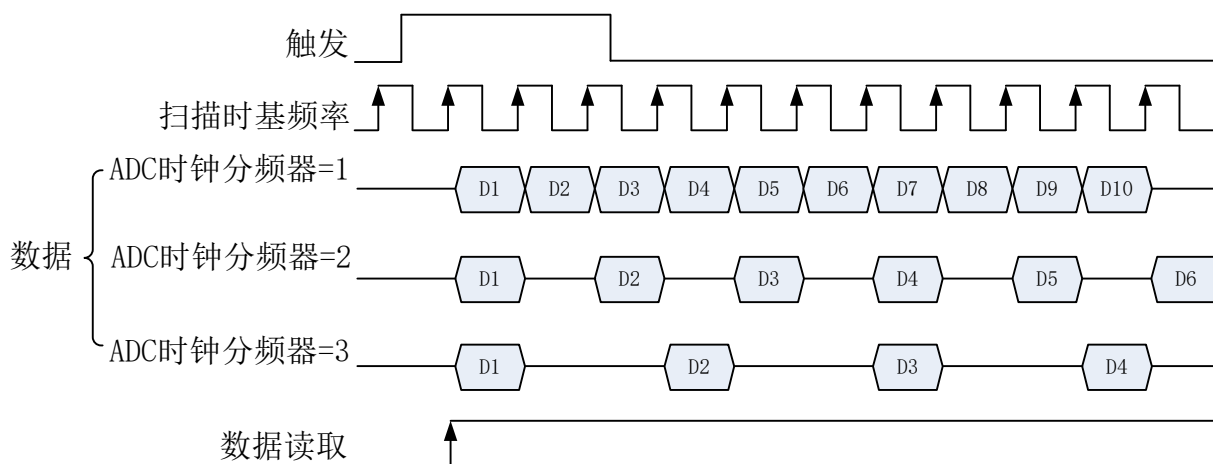 触发
扫描时基频率
数据
ADC时钟分频器=1
D1 D2 D3 D4 D5 D6 D7 D8 D9 D10
ADC时钟分频器=2
D1 D2 D3 D4 D5 D6
ADC时钟分频器=3
D1 D2 D3 D4
数据读取